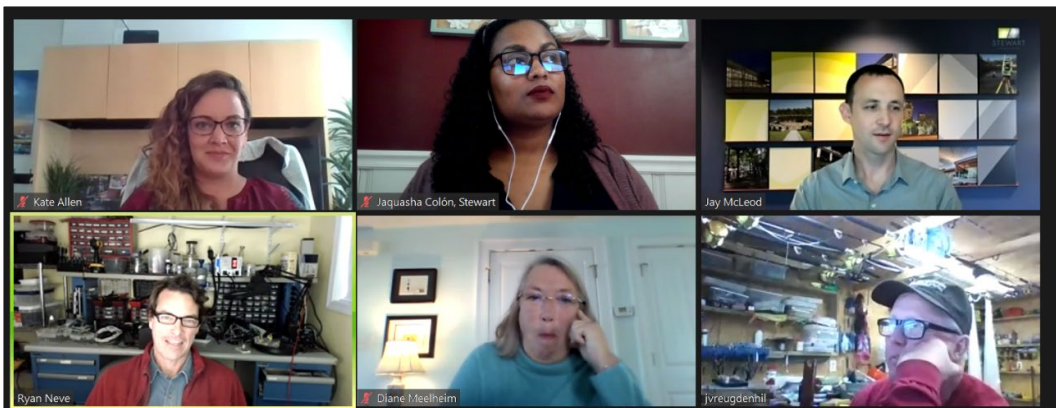 STEWART
Kate Allen
Jaquasha Colón, Stewart
Jay McLeod
Ryan Neve
Diane Meelheim
jvreugdenhil